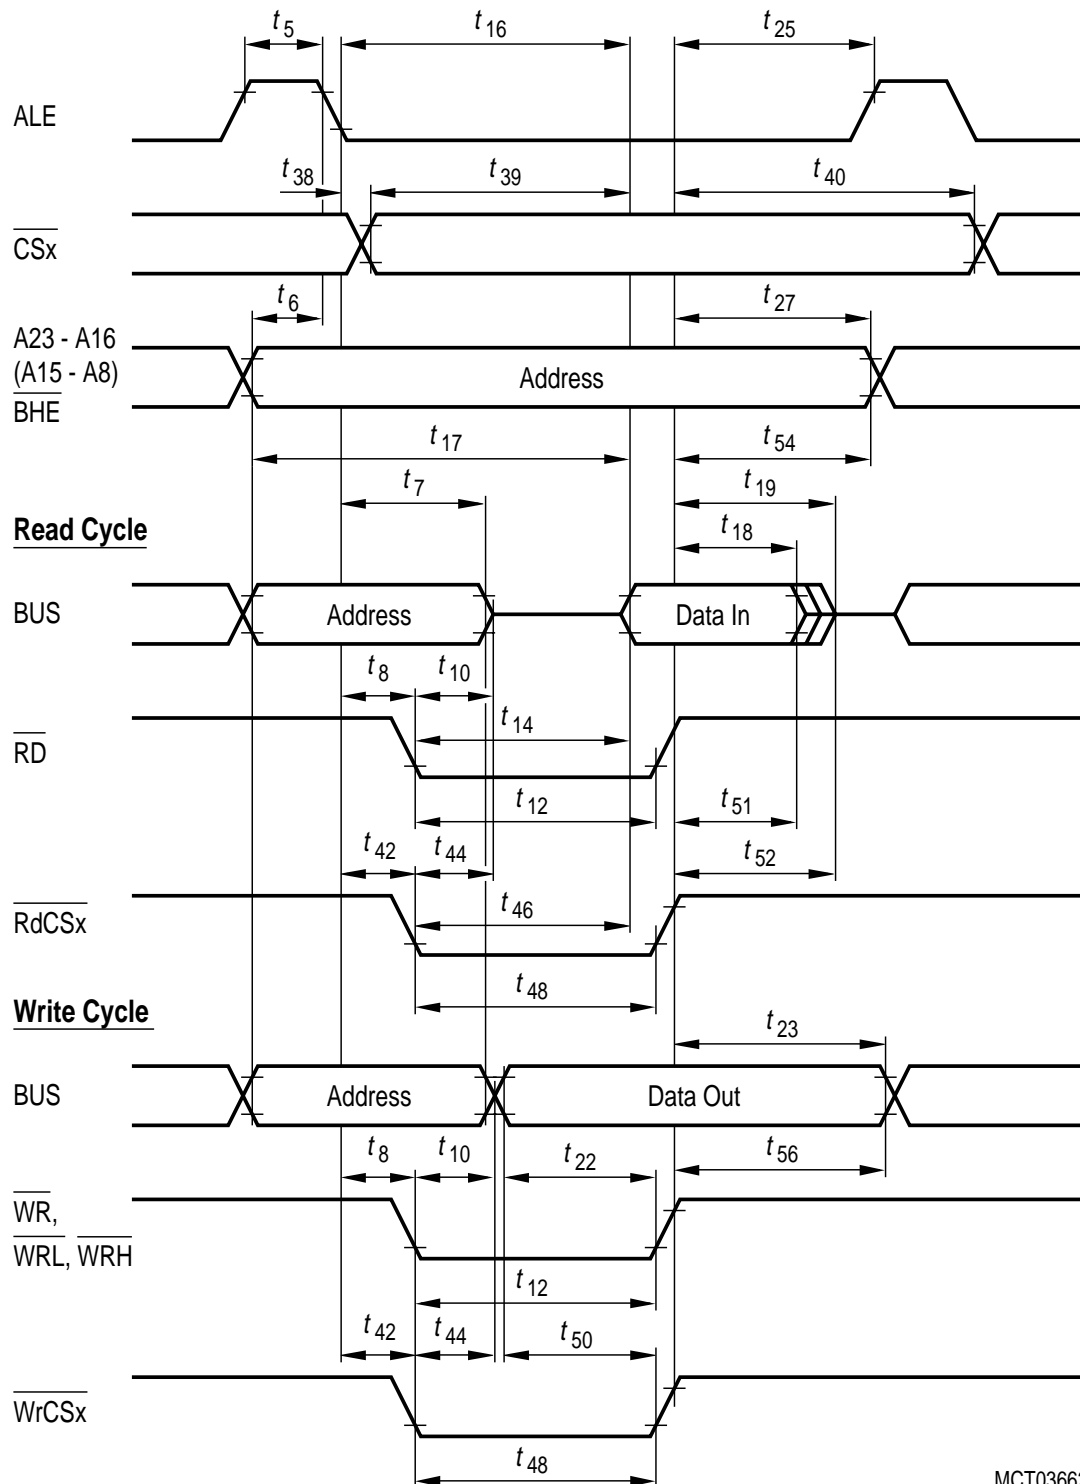 t5 t16 t25
ALE
t38 t39 t40
CSx
t6 t27
A23 - A16
(A15 - A8)
BHE
Address
t17 t54
t7 t19
Read Cycle
t18
BUS Address Data In
t8 t10
t14
RD
t12 t51
t42 t44 t52
t46
RdCSx
t48
Write Cycle
t23
BUS Address Data Out
t8 t10 t22 t56
WR,
WRL, WRH
t12
t42 t44 t50
WrCSx
t48